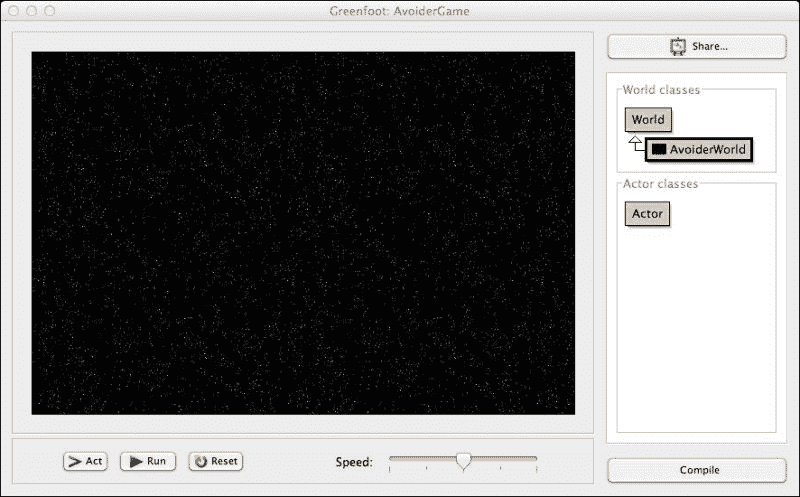 Greenfoot: AvoiderGame
Share...
World classes
World
AvoiderWorld
Actor classes
Actor
Act
Run
Reset
Speed:
Compile